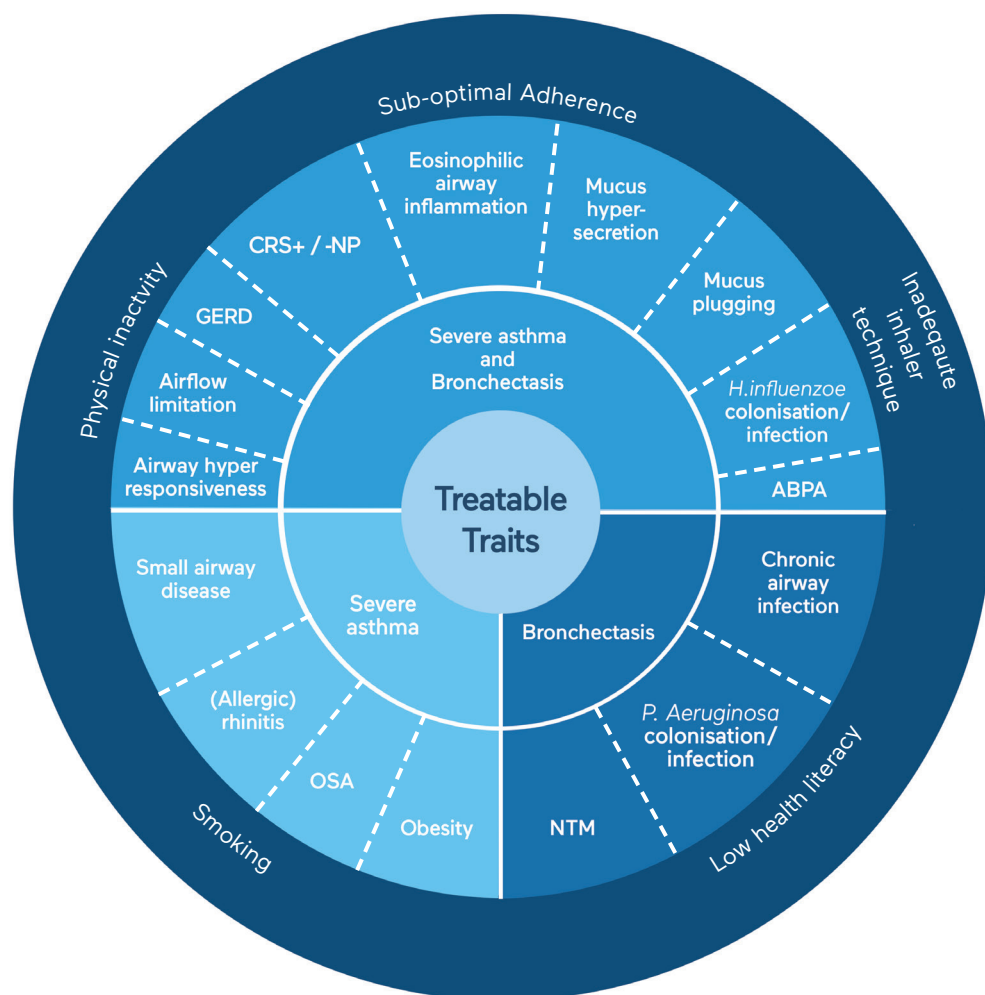 Sub-optimal Adherence
Eosinophilic
airway
inflammation
Mucus
hyper-
secretion
CRS+ / -NP
Mucus
plugging
Physical inactvity
GERD
Inadeqaute
inhaler
technique
Airflow
limitation
Severe asthma
and
Bronchectasis
H.influenzoe
colonisation/
infection
Airway hyper
responsiveness
ABPA
Treatable
Traits
Small airway
disease
Severe
asthma
Bronchectasis
Chronic
airway
infection
(Allergic)
rhinitis
P. Aeruginosa
colonisation/
infection
OSA
Obesity
NTM
Smoking
Low health literacy